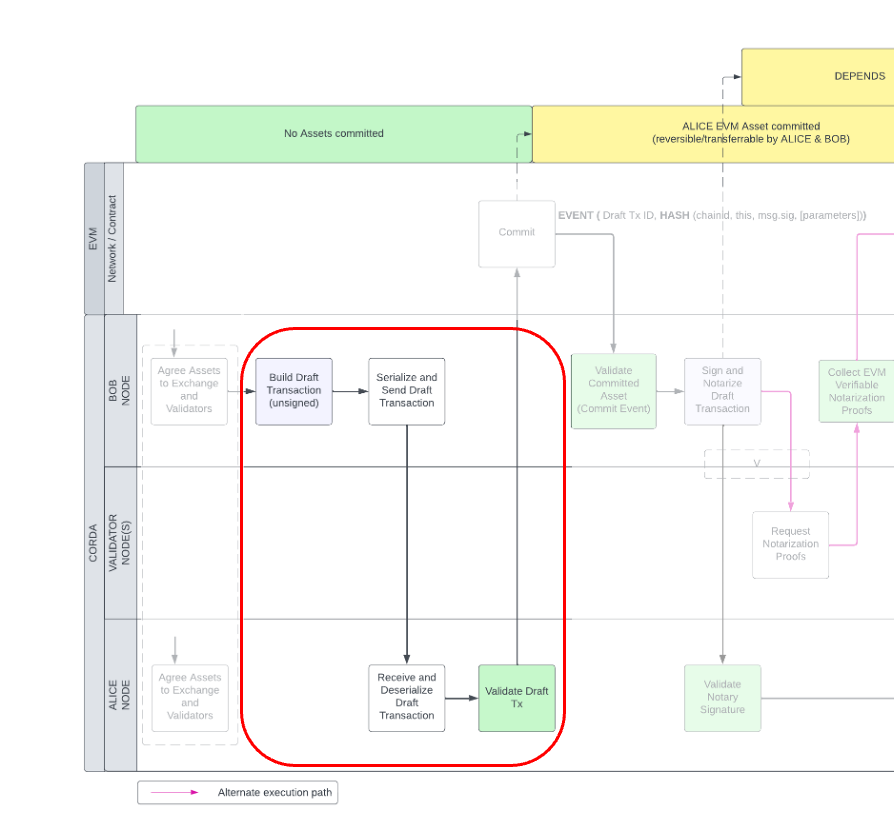 DEPENDS
No Assets committed
ALICE EVM Asset committed
(reversible/transferrable by ALICE & BOB)
EVM
Network / Contract
Commit
EVENT ( Draft Tx ID, HASH (chainid, this, msg.sig, [parameters]))
CORDA
BOB
NODE
Agree Assets
to Exchange
and
Validators
Build Draft
Transaction
(unsigned)
Serialize and
Send Draft
Transaction
Validate
Committed
Asset
(Commit Event)
Sign and
Notarize
Draft
Transaction
Collect EVM
Verifiable
Notarization
Proofs
V
VALIDATOR
NODE(S)
Request
Notarization
Proofs
ALICE
NODE
Agree Assets
to Exchange
and
Validators
Receive and
Deserialize
Draft
Transaction
Validate Draft
Tx
Validate
Notary
Signature
Alternate execution path